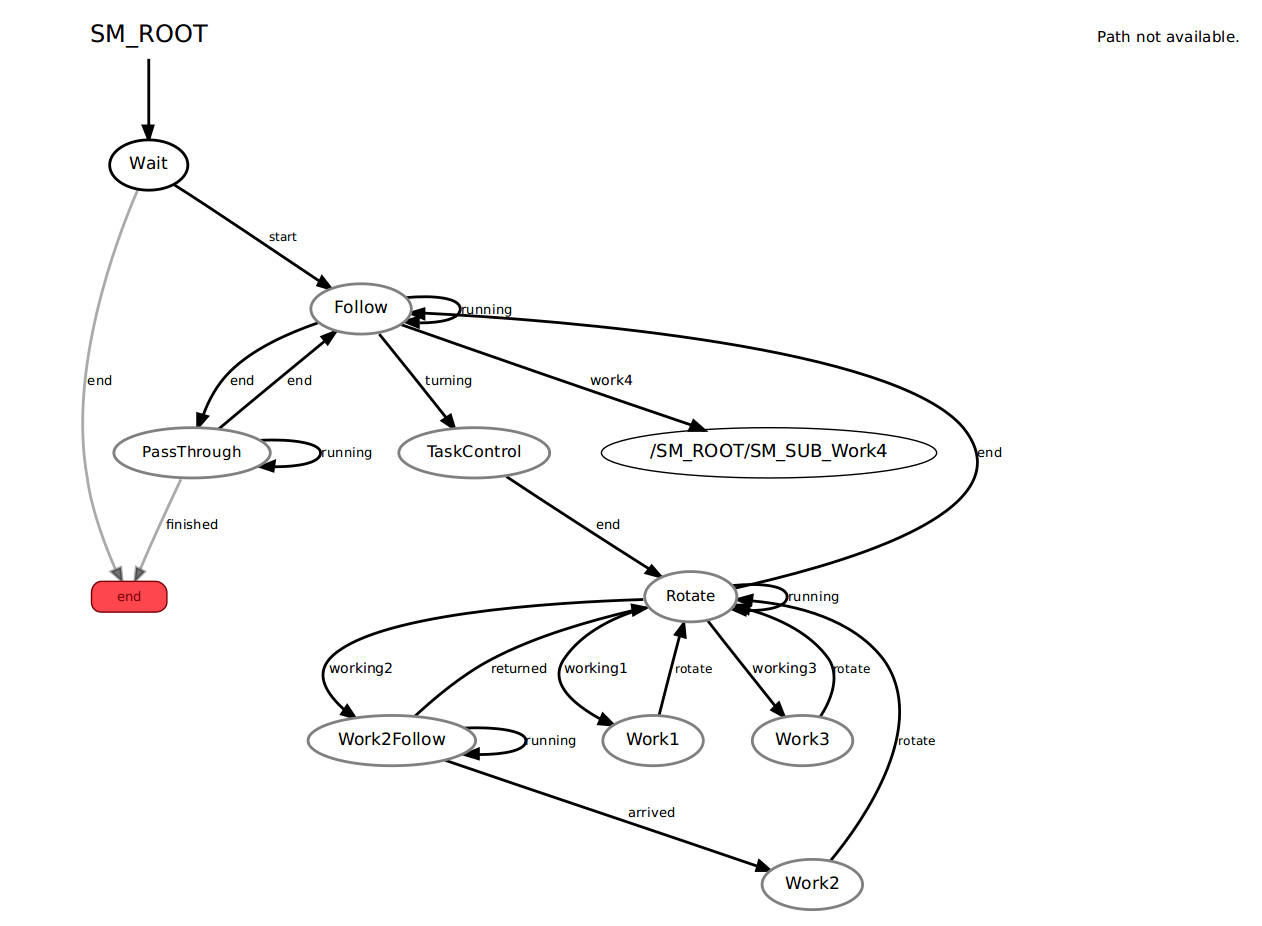 SM_ROOT
Path not available.
Wait
start
Follow
running
end
end
end
turning
work4
PassThrough
running
TaskControl
/SM_ROOT/SM_SUB_Work4
end
finished
end
end
Rotate
running
working2
returned
working1
rotate
working3
rotate
Work2Follow
running
Work1
Work3
rotate
arrived
Work2